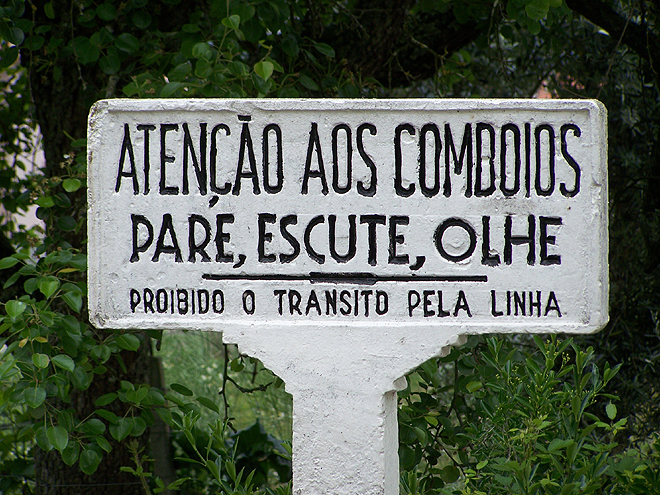 ATENÇÃO AOS COMBOIOS
PARE, ESCUTE, OLHE
PROIBIDO O TRANSITO PELA LINHA